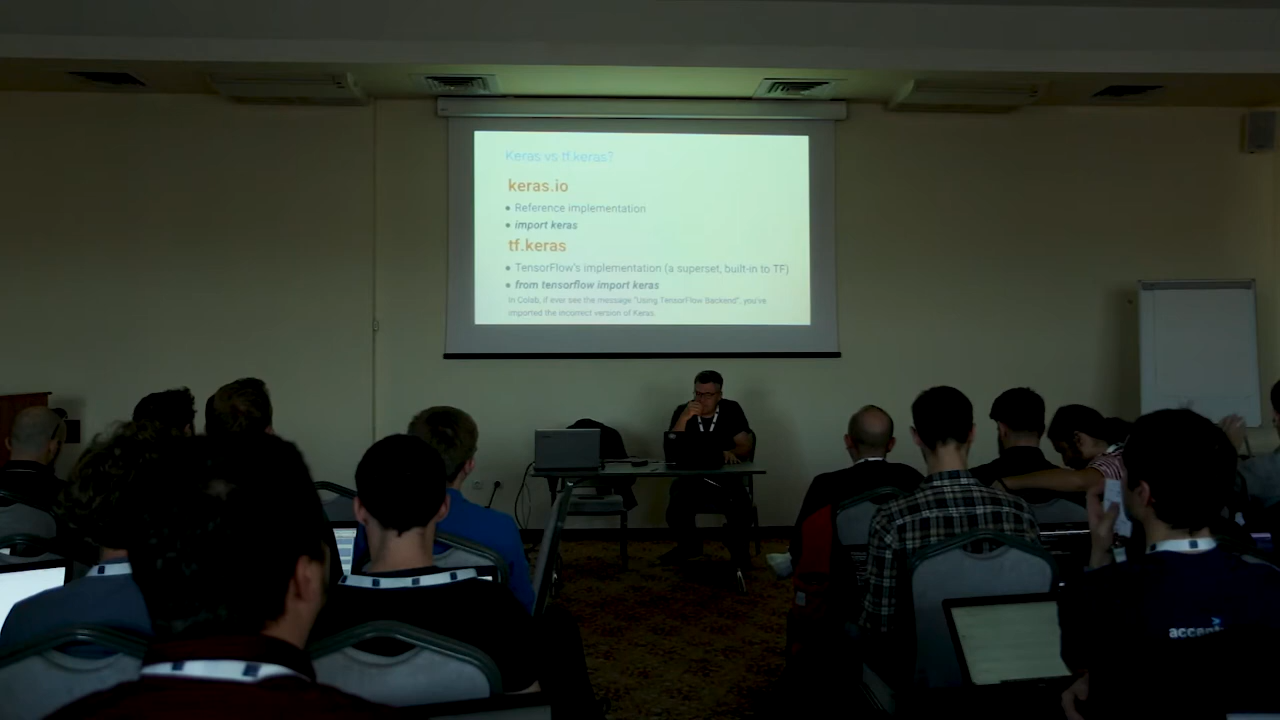 Keras vs tf.keras?
keras.io
• Reference implementation
• import keras
tf.keras
• TensorFlow's implementation (a superset, built-in to TF)
• from tensorflow import keras
In Colab, if ever see the message "Using TensorFlow Backend", you've
imported the incorrect version of Keras.